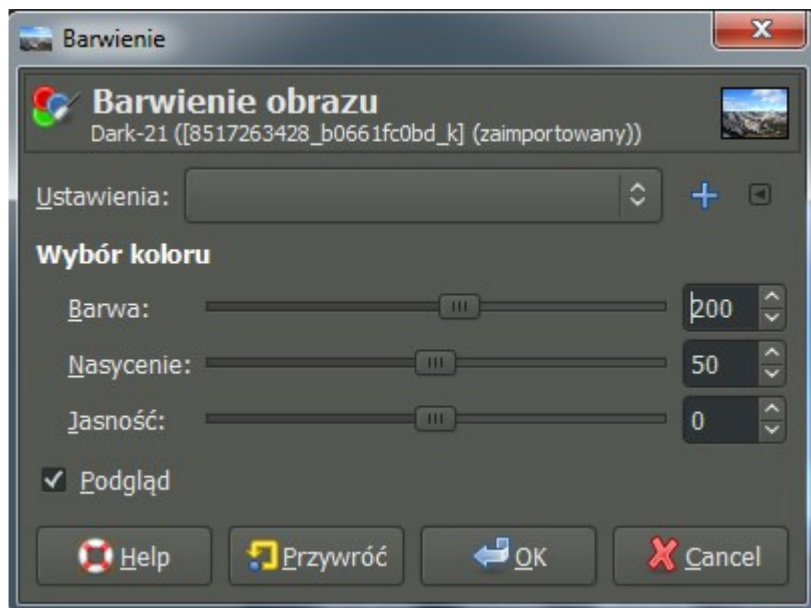 Barwienie
Barwienie obrazu
Dark-21 ([8517263428_b0661fc0bd_k] (zaimportowany))
Ustawienia:
Wybór koloru
Barwa: 200
Nasycenie: 50
Jasność: 0
Podgląd
Help Przywróć OK Cancel